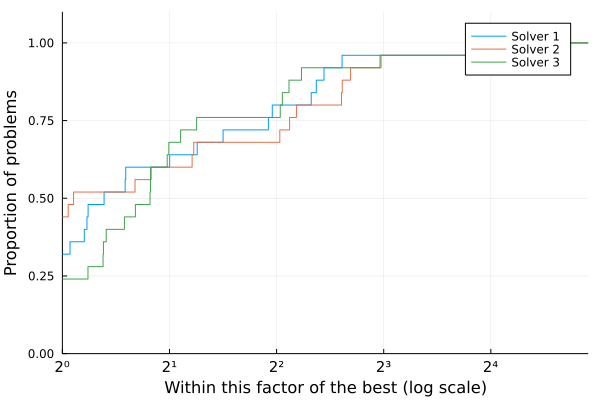 Solver 1
Solver 2
Solver 3
1.00
0.75
0.50
0.25
0.00
2⁰
2¹
2²
2³
2⁴
Proportion of problems
Within this factor of the best (log scale)